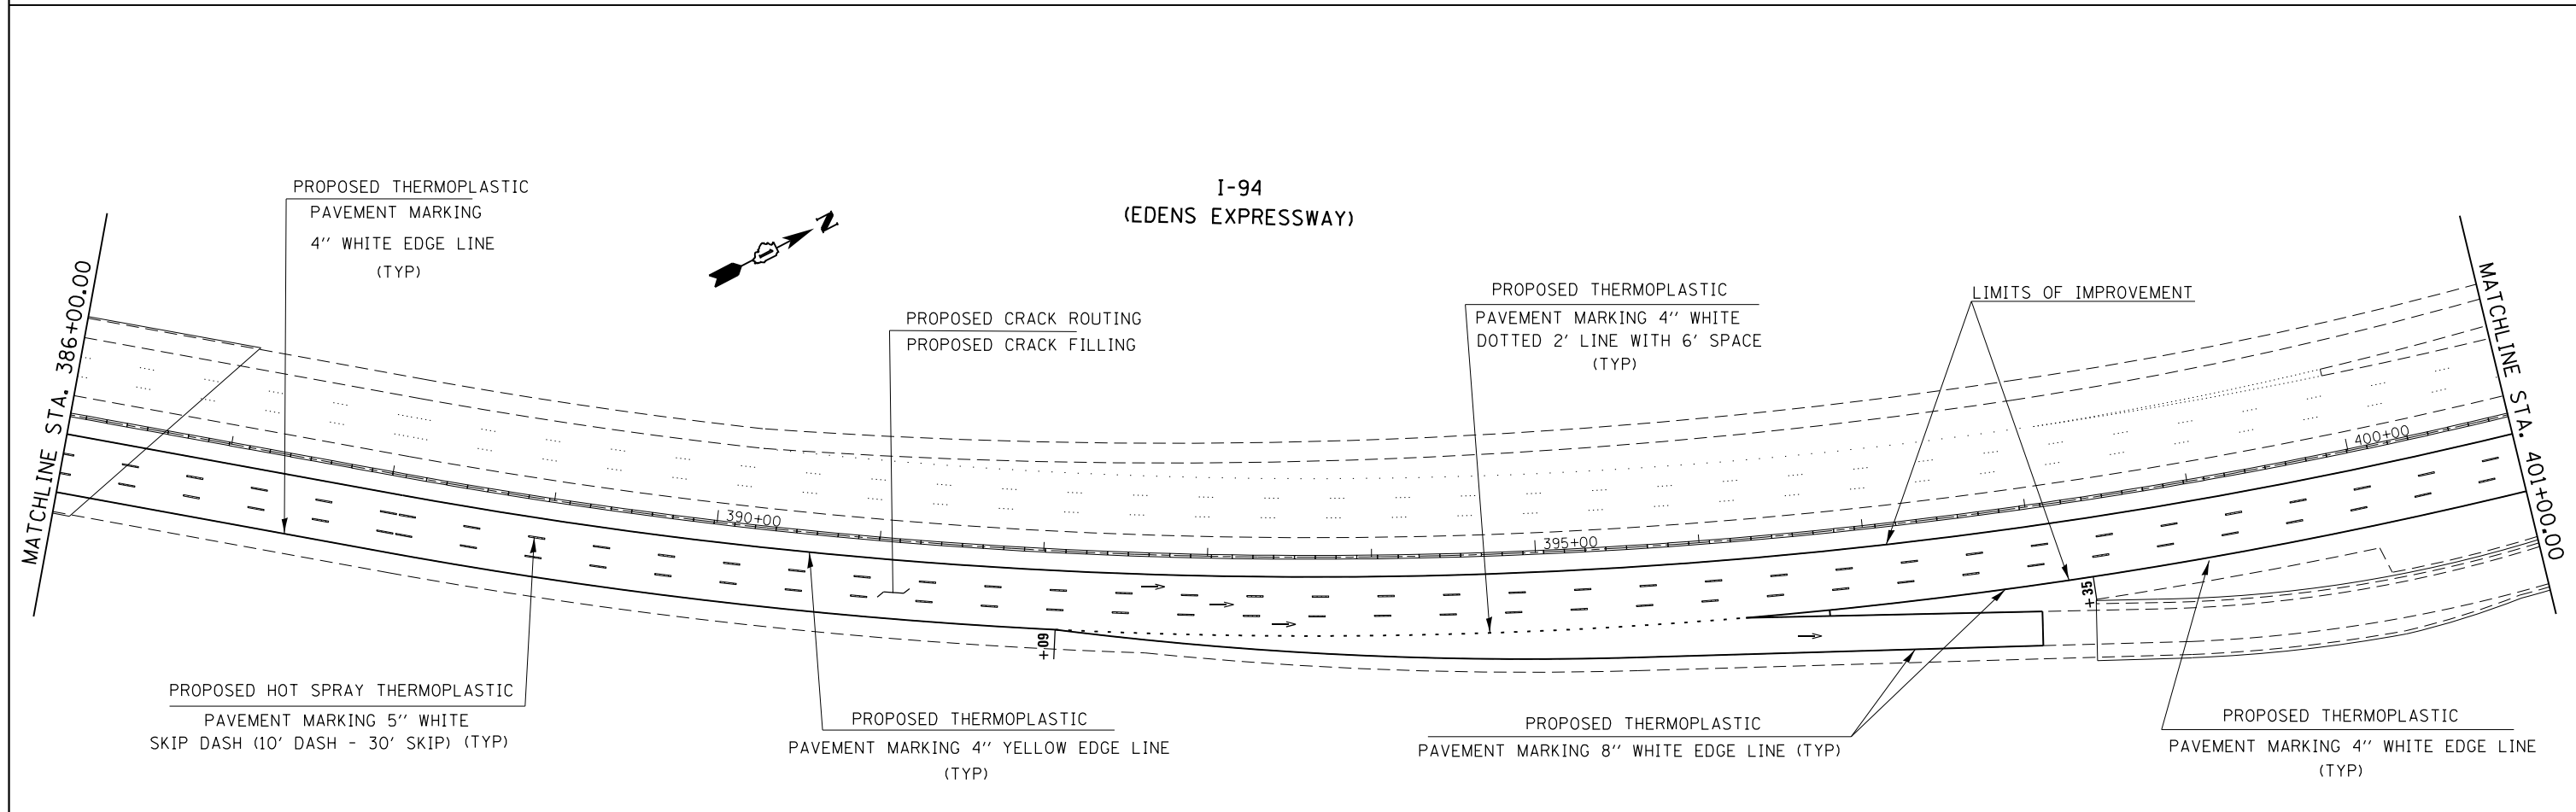 I-94
(EDENS EXPRESSWAY)
N
MATCHLINE STA. 386+00.00
PROPOSED THERMOPLASTIC
PAVEMENT MARKING
4'' WHITE EDGE LINE
(TYP)
PROPOSED CRACK ROUTING
PROPOSED CRACK FILLING
PROPOSED THERMOPLASTIC
PAVEMENT MARKING 4'' WHITE
DOTTED 2' LINE WITH 6' SPACE
(TYP)
LIMITS OF IMPROVEMENT
MATCHLINE STA. 401+00.00
390+00
395+00
400+00
+09
+35
PROPOSED HOT SPRAY THERMOPLASTIC
PAVEMENT MARKING 5'' WHITE
SKIP DASH (10' DASH - 30' SKIP) (TYP)
PROPOSED THERMOPLASTIC
PAVEMENT MARKING 4'' YELLOW EDGE LINE
(TYP)
PROPOSED THERMOPLASTIC
PAVEMENT MARKING 8'' WHITE EDGE LINE (TYP)
PROPOSED THERMOPLASTIC
PAVEMENT MARKING 4'' WHITE EDGE LINE
(TYP)